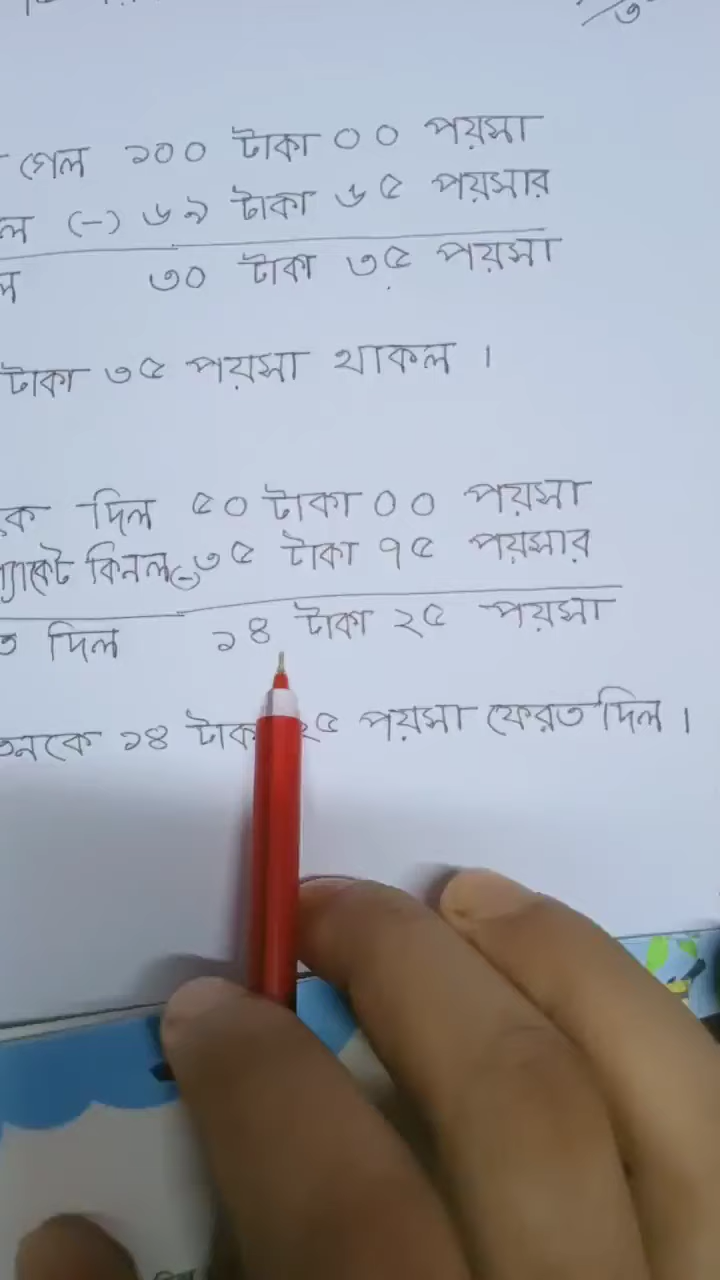 গেল ১০০ টাকা ০০ পয়সা
ল (-) ৬৯ টাকা ৬৫ পয়সার
ল ৩০ টাকা ৩৫ পয়সা
টাকা ৩৫ পয়সা থাকল ।
কে দিল ৫০ টাকা ০০ পয়সা
প্যাকেট কিনল (-) ৩৫ টাকা ৭৫ পয়সার
ত দিল ১৪ টাকা ২৫ পয়সা
তনকে ১৪ টাকা ২৫ পয়সা ফেরত দিল ।